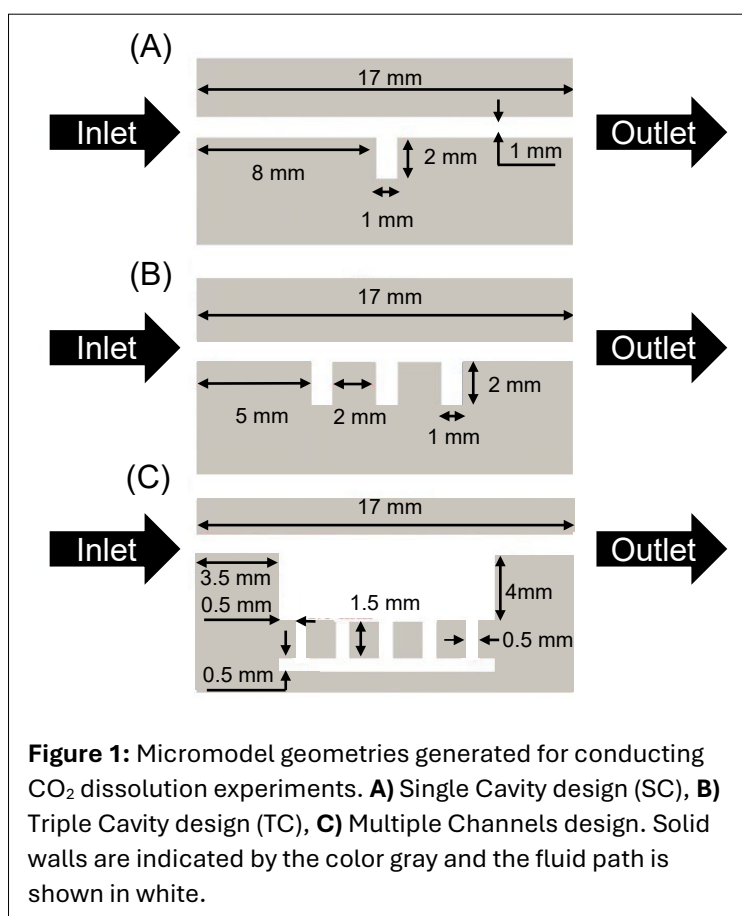 (A)
17 mm
Inlet
Outlet
8 mm
2 mm
1 mm
1 mm
(B)
17 mm
Inlet
Outlet
5 mm
2 mm
2 mm
1 mm
(C)
17 mm
Inlet
Outlet
3.5 mm
4mm
0.5 mm
1.5 mm
0.5 mm
0.5 mm
Figure 1: Micromodel geometries generated for conducting
CO₂ dissolution experiments. A) Single Cavity design (SC), B)
Triple Cavity design (TC), C) Multiple Channels design. Solid
walls are indicated by the color gray and the fluid path is
shown in white.